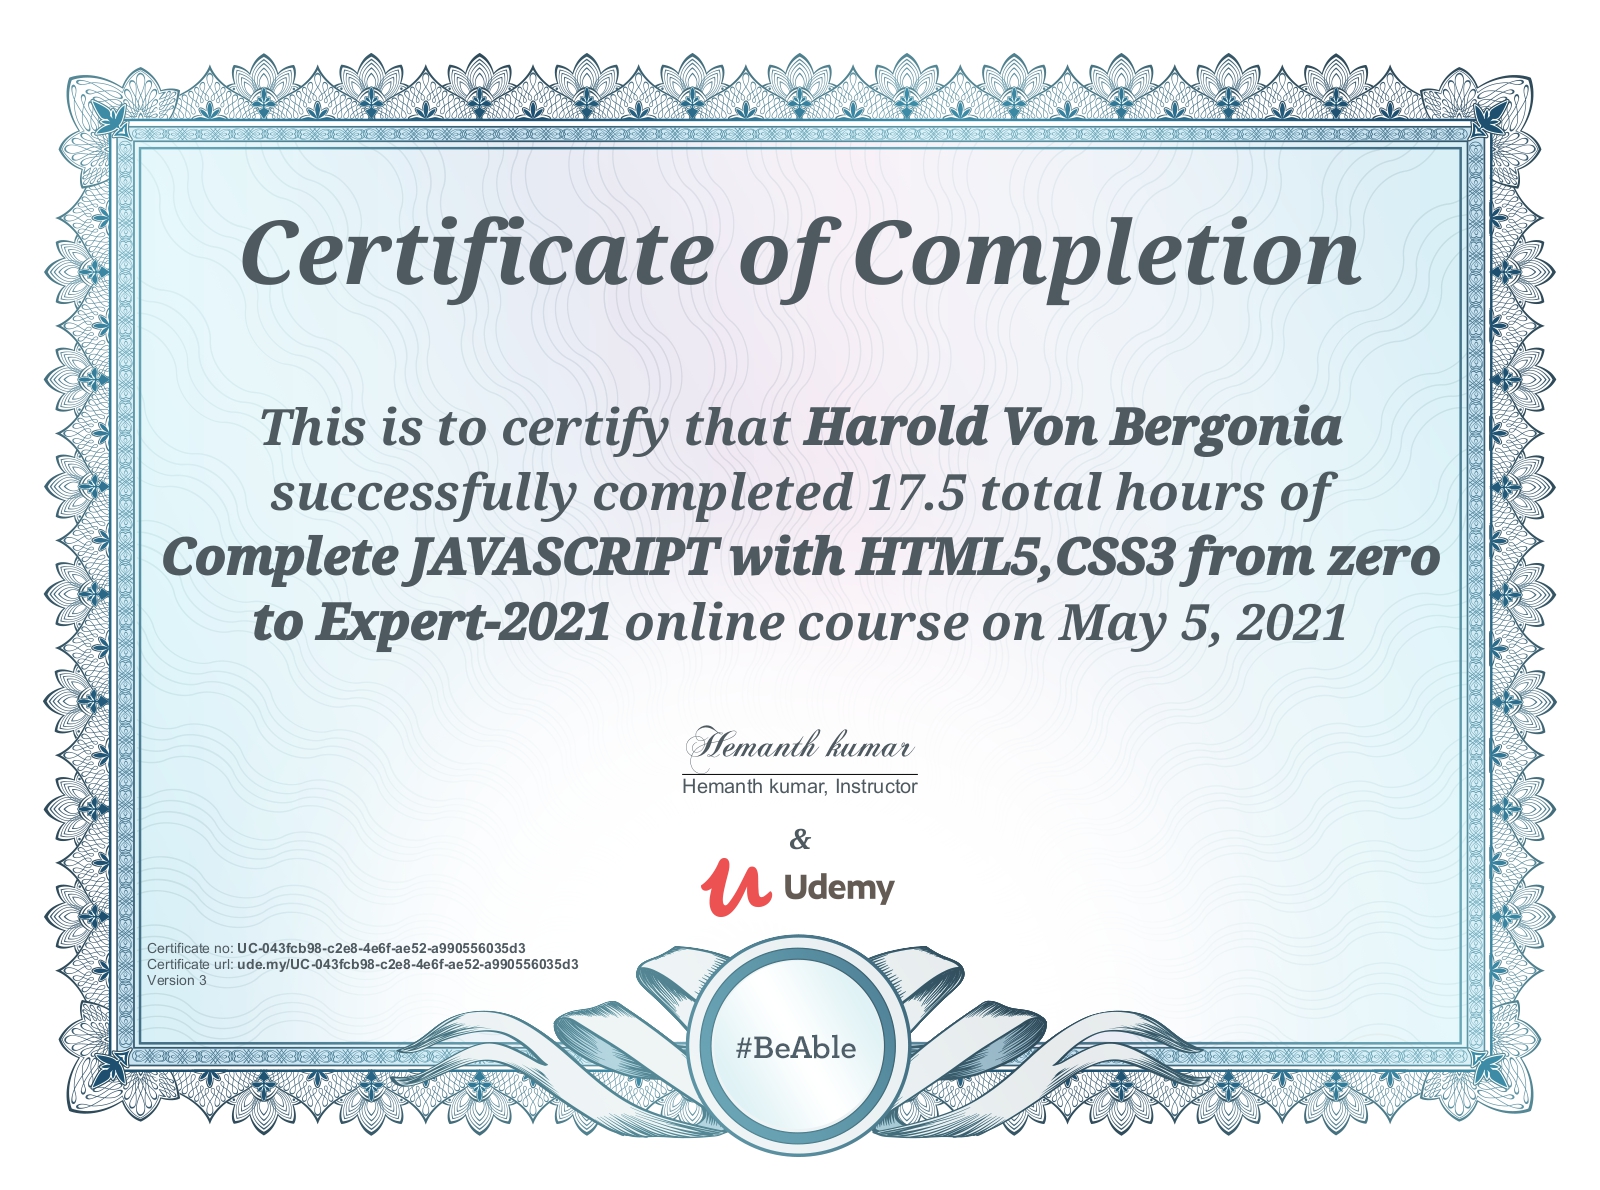 Certificate of Completion
This is to certify that Harold Von Bergonia
successfully completed 17.5 total hours of
Complete JAVASCRIPT with HTML5,CSS3 from zero
to Expert-2021 online course on May 5, 2021
Hemanth kumar
Hemanth kumar, Instructor
&
Udemy
Certificate no: UC-043fcb98-c2e8-4e6f-ae52-a990556035d3
Certificate url: ude.my/UC-043fcb98-c2e8-4e6f-ae52-a990556035d3
Version 3
#BeAble